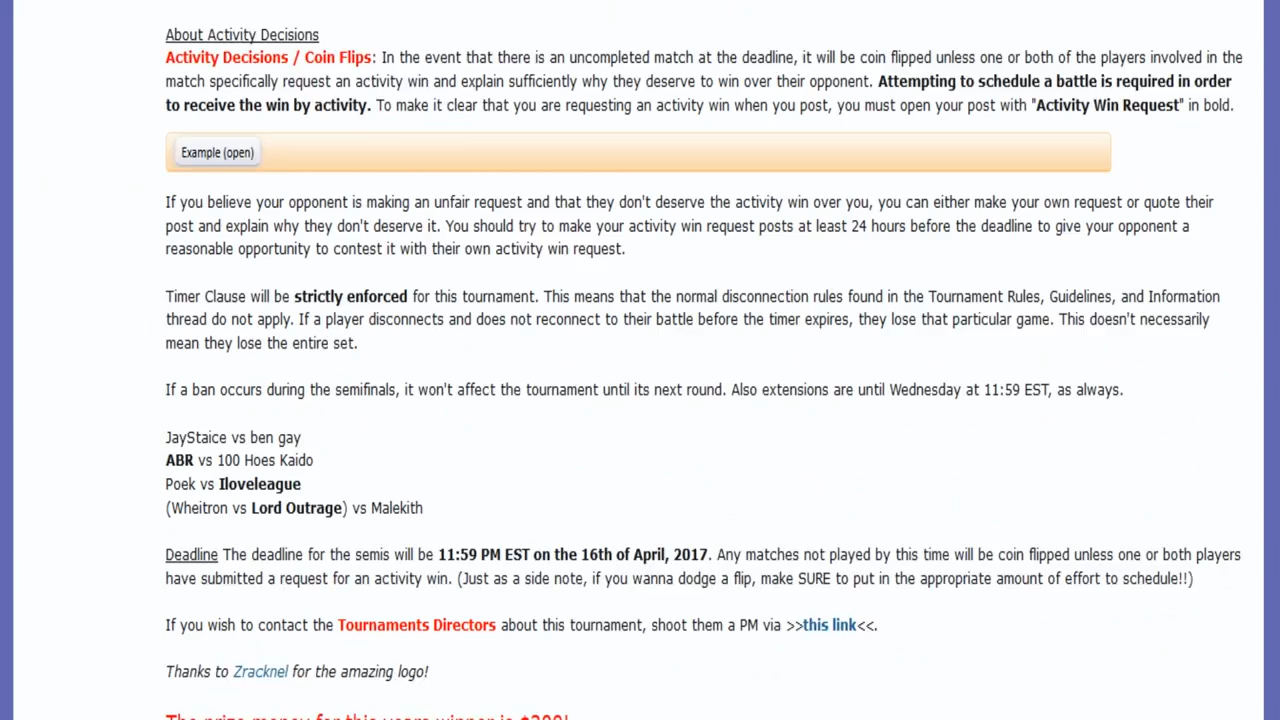 About Activity Decisions
Activity Decisions / Coin Flips: In the event that there is an uncompleted match at the deadline, it will be coin flipped unless one or both of the players involved in the
match specifically request an activity win and explain sufficiently why they deserve to win over their opponent. Attempting to schedule a battle is required in order
to receive the win by activity. To make it clear that you are requesting an activity win when you post, you must open your post with "Activity Win Request" in bold.
Example (open)
If you believe your opponent is making an unfair request and that they don't deserve the activity win over you, you can either make your own request or quote their
post and explain why they don't deserve it. You should try to make your activity win request posts at least 24 hours before the deadline to give your opponent a
reasonable opportunity to contest it with their own activity win request.
Timer Clause will be strictly enforced for this tournament. This means that the normal disconnection rules found in the Tournament Rules, Guidelines, and Information
thread do not apply. If a player disconnects and does not reconnect to their battle before the timer expires, they lose that particular game. This doesn't necessarily
mean they lose the entire set.
If a ban occurs during the semifinals, it won't affect the tournament until its next round. Also extensions are until Wednesday at 11:59 EST, as always.
JayStaice vs ben gay
ABR vs 100 Hoes Kaido
Poek vs Iloveleague
(Wheitron vs Lord Outrage) vs Malekith
Deadline The deadline for the semis will be 11:59 PM EST on the 16th of April, 2017. Any matches not played by this time will be coin flipped unless one or both players
have submitted a request for an activity win. (Just as a side note, if you wanna dodge a flip, make SURE to put in the appropriate amount of effort to schedule!!)
If you wish to contact the Tournaments Directors about this tournament, shoot them a PM via >>this link<<.
Thanks to Zracknel for the amazing logo!
The prize money for this years winner is $200!